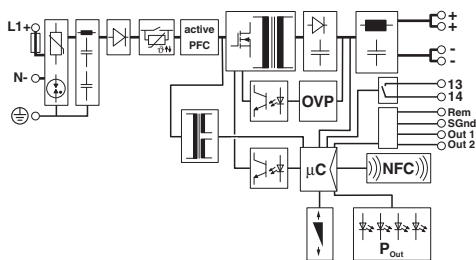 L1+
N-
ϑ
active
PFC
OVP
µC
NFC
P Out
+
+
-
-
13
14
Rem
SGnd
Out 1
Out 2